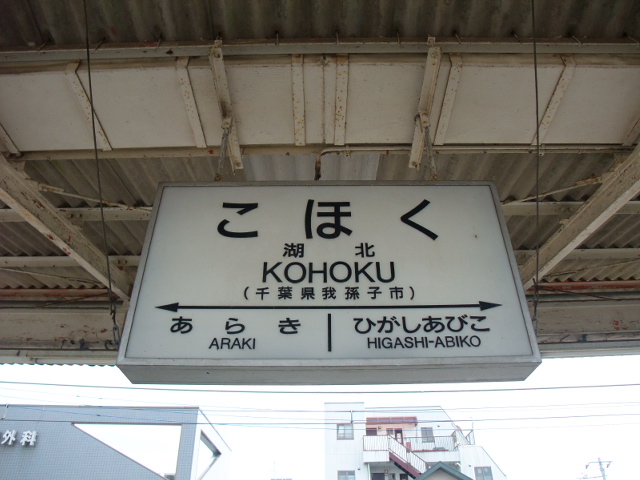 こほく
湖北
KOHOKU
(千葉県我孫子市)
あらき ひがしあびこ
ARAKI HIGASHI-ABIKO
外科